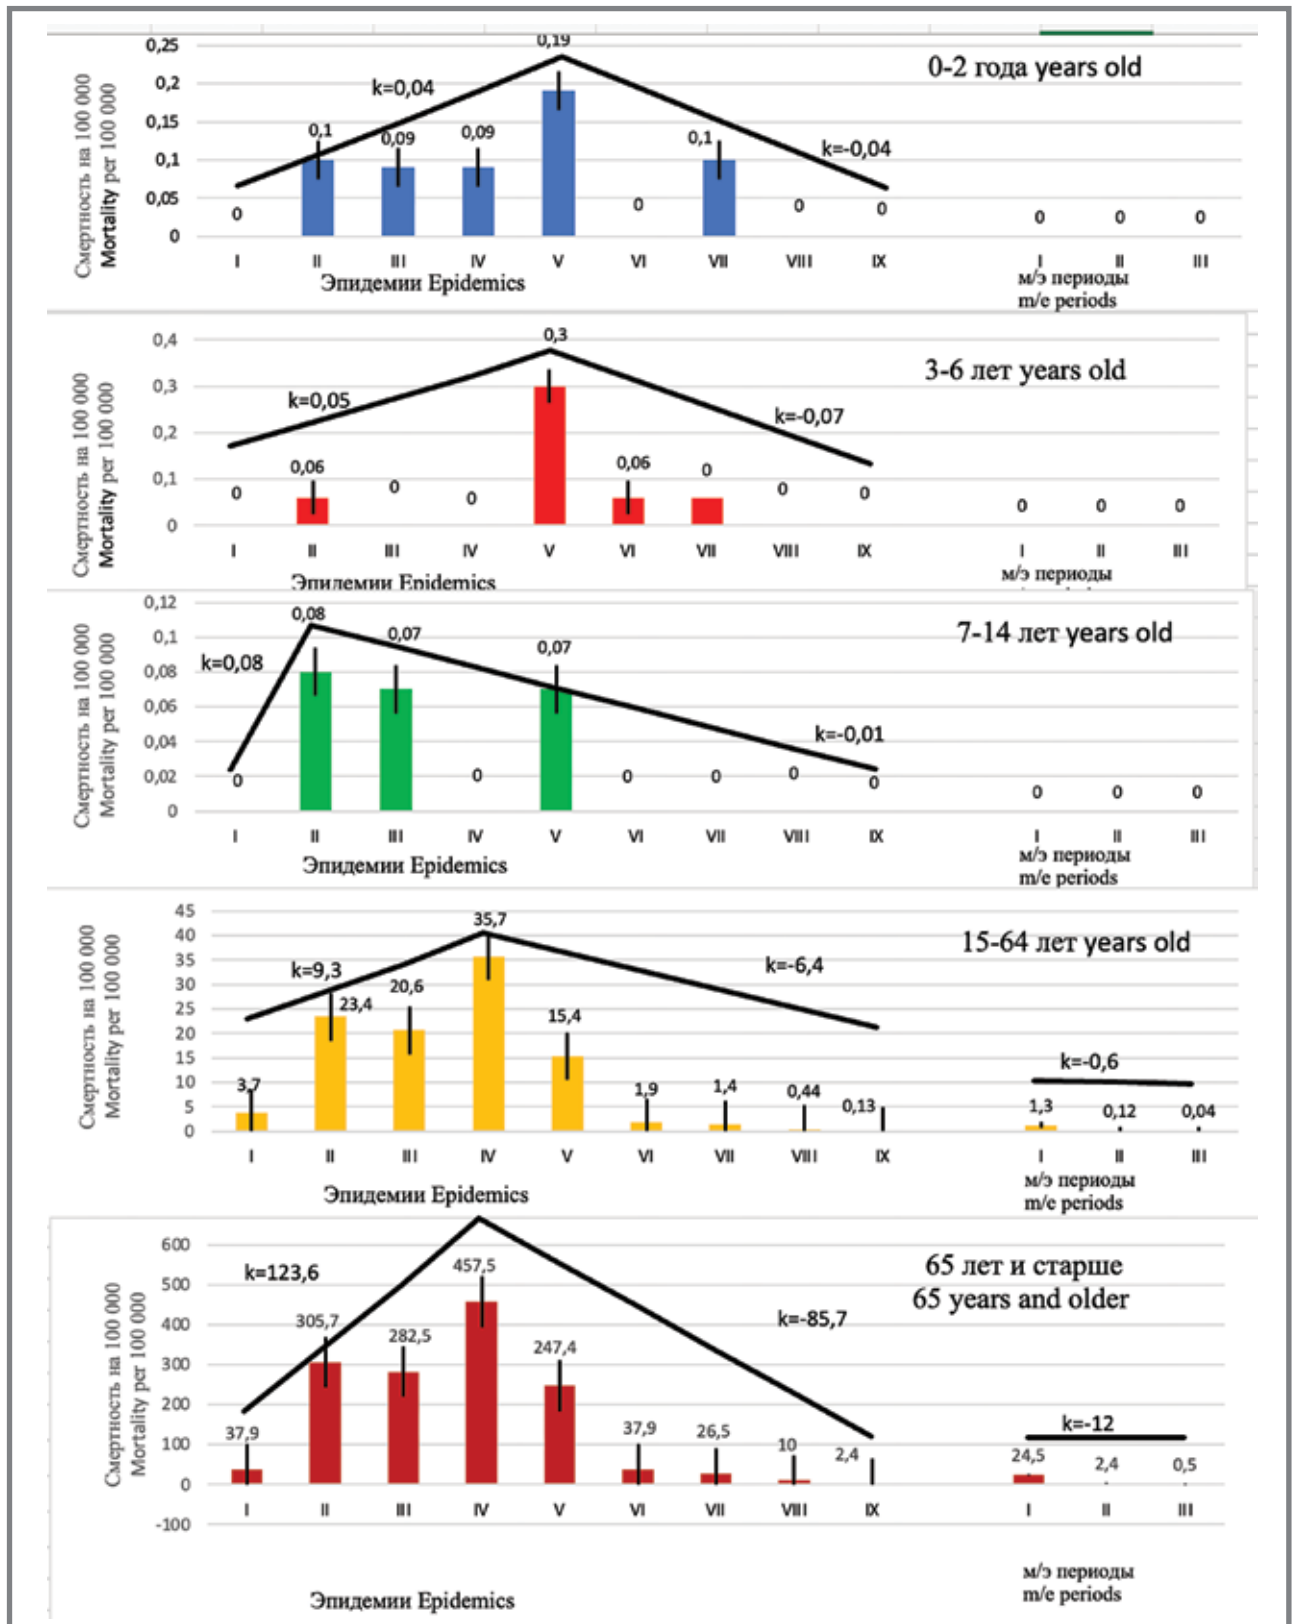 0,25
0,2
0,15
0,1
0,05
0
Смертность на 100 000
Mortality per 100 000
0-2 года years old
k=0,04
k=-0,04
0
0,1
0,09
0,09
0,19
0
0,1
0
0
0
0
0
I II III IV V VI VII VIII IX I II III
Эпидемии Epidemics
м/э периоды
m/e periods
0,4
0,3
0,2
0,1
0
Смертность на 100 000
Mortality per 100 000
3-6 лет years old
k=0,05
k=-0,07
0
0,06
0
0
0,3
0,06
0
0
0
0
0
0
I II III IV V VI VII VIII IX I II III
Эпидемии Epidemics
м/э периоды
0,12
0,1
0,08
0,06
0,04
0,02
0
Смертность на 100 000
Mortality per 100 000
7-14 лет years old
k=0,08
k=-0,01
0
0,08
0,07
0
0,07
0
0
0
0
0
0
0
I II III IV V VI VII VIII IX I II III
Эпидемии Epidemics
м/э периоды
m/e periods
45
40
35
30
25
20
15
10
5
0
Смертность на 100 000
Mortality per 100 000
15-64 лет years old
k=9,3
k=-6,4
k=-0,6
3,7
23,4
20,6
35,7
15,4
1,9
1,4
0,44
0,13
1,3
0,12
0,04
I II III IV V VI VII VIII IX I II III
Эпидемии Epidemics
м/э периоды
m/e periods
600
500
400
300
200
100
0
-100
Смертность на 100 000
Mortality per 100 000
65 лет и старше
65 years and older
k=123,6
k=-85,7
k=-12
37,9
305,7
282,5
457,5
247,4
37,9
26,5
10
2,4
24,5
2,4
0,5
I II III IV V VI VII VIII IX I II III
Эпидемии Epidemics
м/э периоды
m/e periods